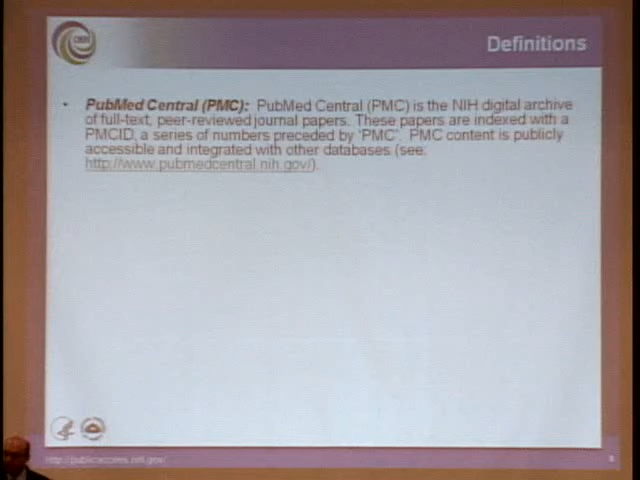 Definitions
• PubMed Central (PMC): PubMed Central (PMC) is the NIH digital archive
of full-text, peer-reviewed journal papers. These papers are indexed with a
PMCID, a series of numbers preceded by 'PMC'. PMC content is publicly
accessible and integrated with other databases (see:
http://www.pubmedcentral.nih.gov/).